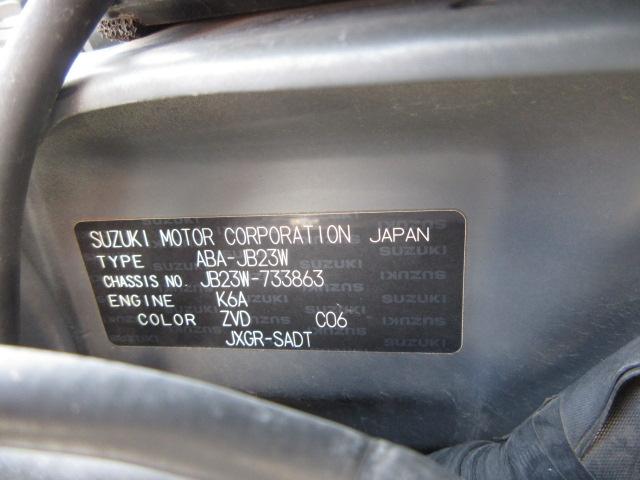 SUZUKI MOTOR CORPORATION JAPAN
TYPE ABA-JB23W
CHASSIS NO. JB23W-733863
ENGINE K6A
COLOR ZVD C06
JXGR-SADT